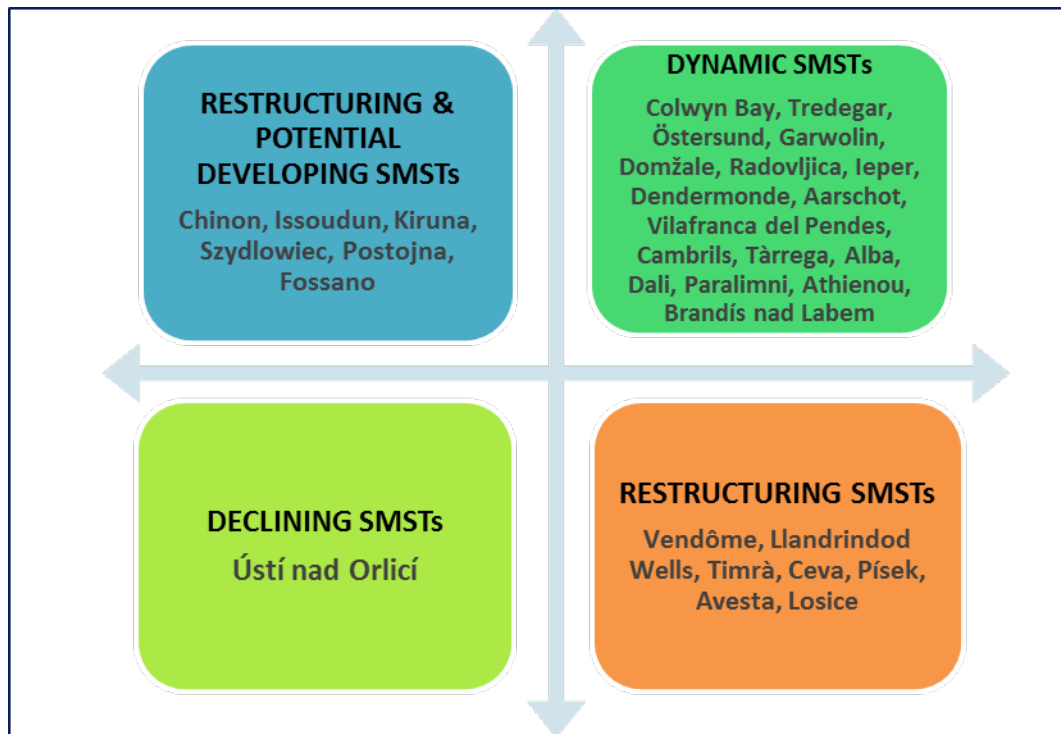 RESTRUCTURING &
POTENTIAL
DEVELOPING SMSTs
Chinon, Issoudun, Kiruna,
Szydlowiec, Postojna,
Fossano
DYNAMIC SMSTs
Colwyn Bay, Tredegar,
Östersund, Garwolin,
Domžale, Radovljica, Ieper,
Dendermonde, Aarschot,
Vilafranca del Pendes,
Cambrils, Tàrrega, Alba,
Dali, Paralimni, Athienou,
Brandís nad Labem
DECLINING SMSTs
Ústí nad Orlicí
RESTRUCTURING SMSTs
Vendôme, Llandrindod
Wells, Timrà, Ceva, Písek,
Avesta, Losice